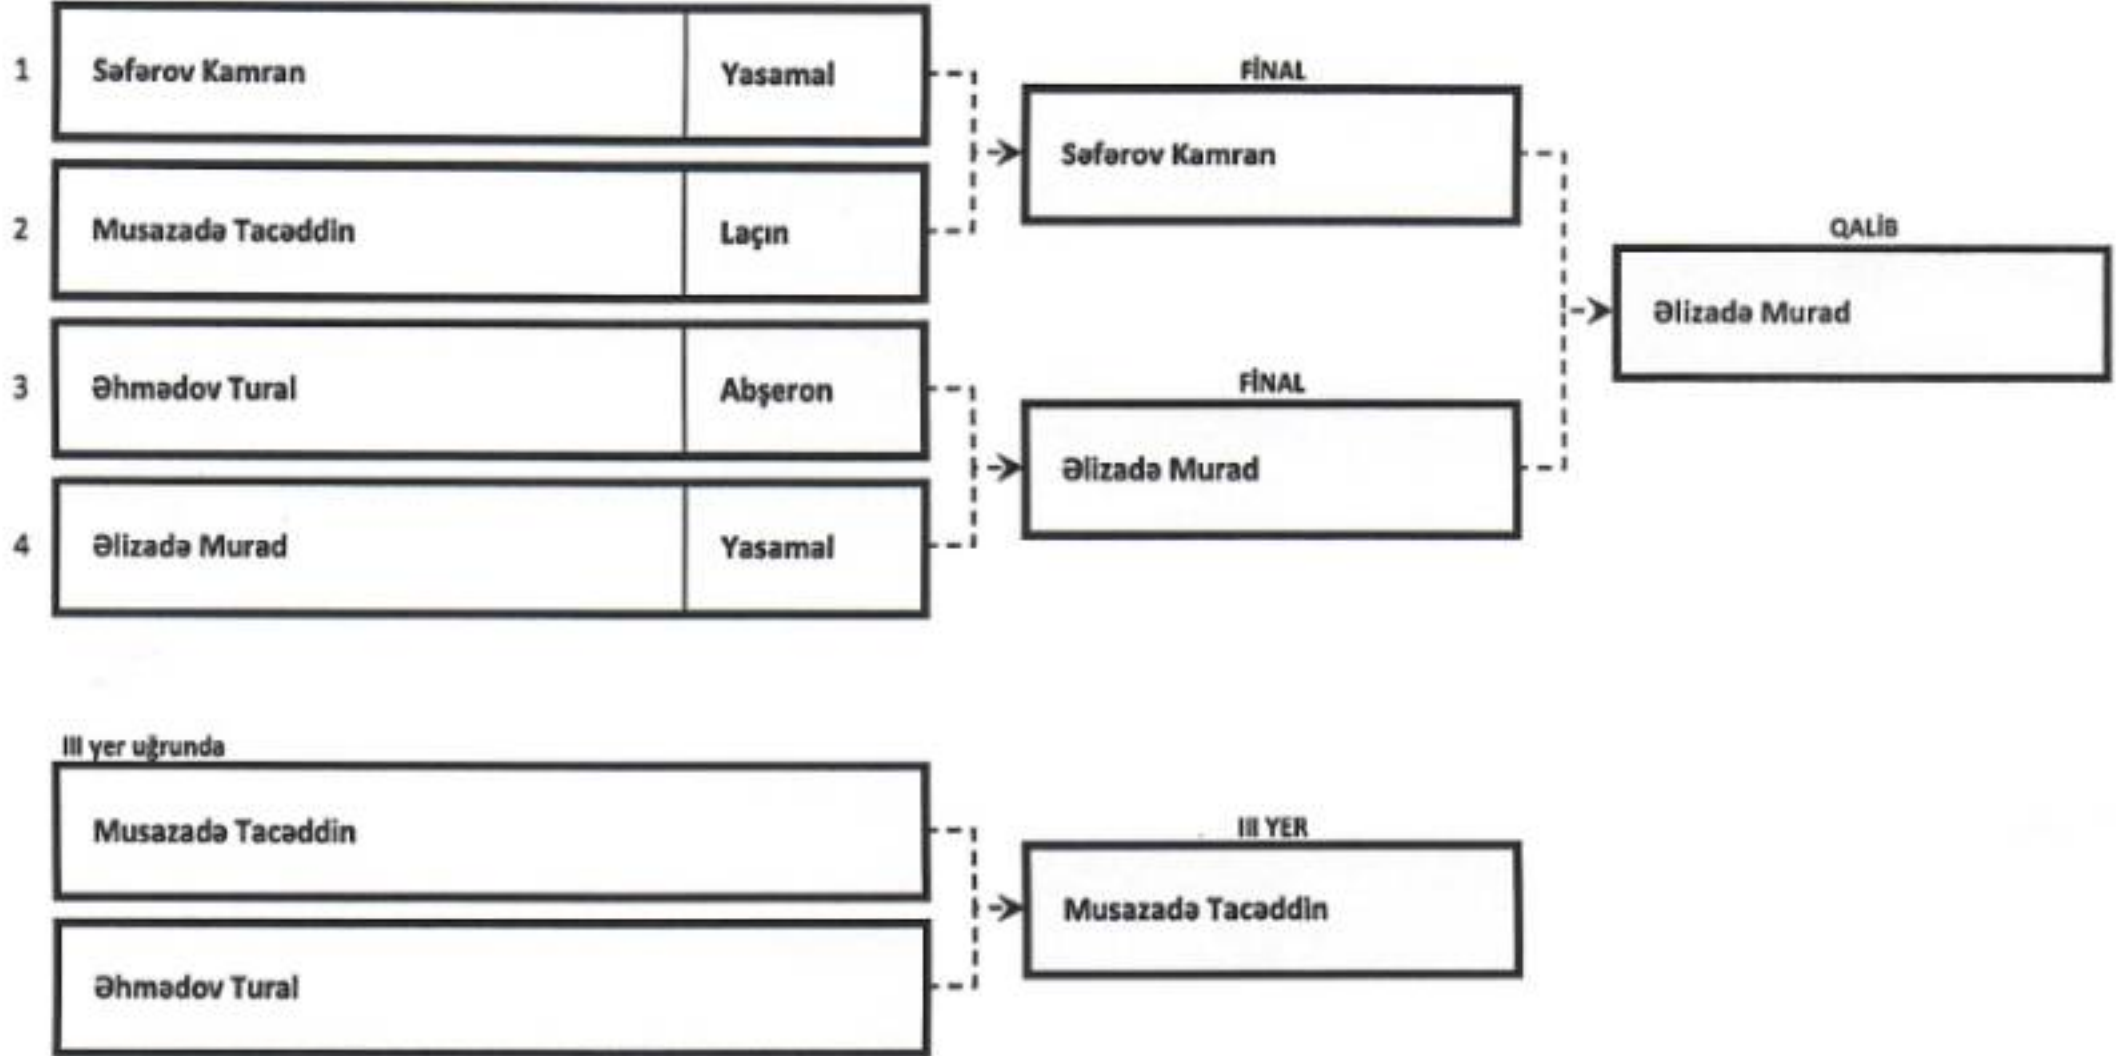 1 Səfərov Kamran Yasamal
2 Musazadə Tacəddin Laçın
3 Əhmədov Tural Abşeron
4 Əlizadə Murad Yasamal
FİNAL
Səfərov Kamran
FİNAL
Əlizadə Murad
QALİB
Əlizadə Murad
III yer uğrunda
Musazadə Tacəddin
Əhmədov Tural
III YER
Musazadə Tacəddin